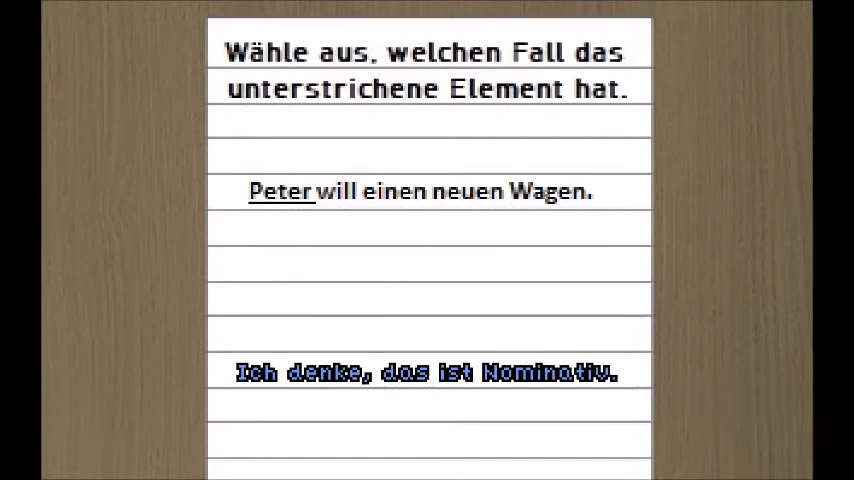 Wähle aus, welchen Fall das
unterstrichene Element hat.
Peter will einen neuen Wagen.
Ich denke, das ist Nominativ.